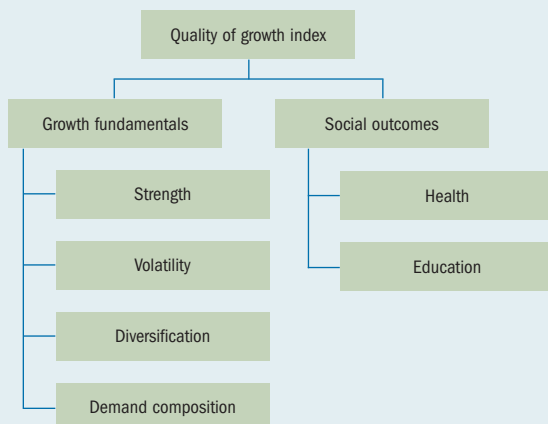 Quality of growth index
Growth fundamentals
Strength
Volatility
Diversification
Demand composition
Social outcomes
Health
Education